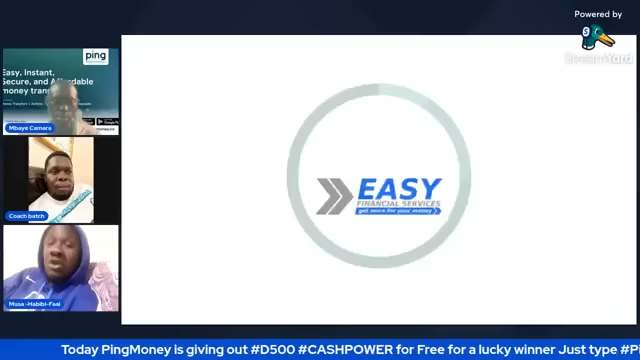 Powered by
StreamYard
ping
Easy, Instant,
Secure, and Affordable
money
Mbaye Camara
Coach batch
Musa -Habibi-Faal
EASY
FINANCIAL SERVICES
get more for your money
Today PingMoney is giving out #D500 #CASHPOWER for Free for a lucky winner Just type #P